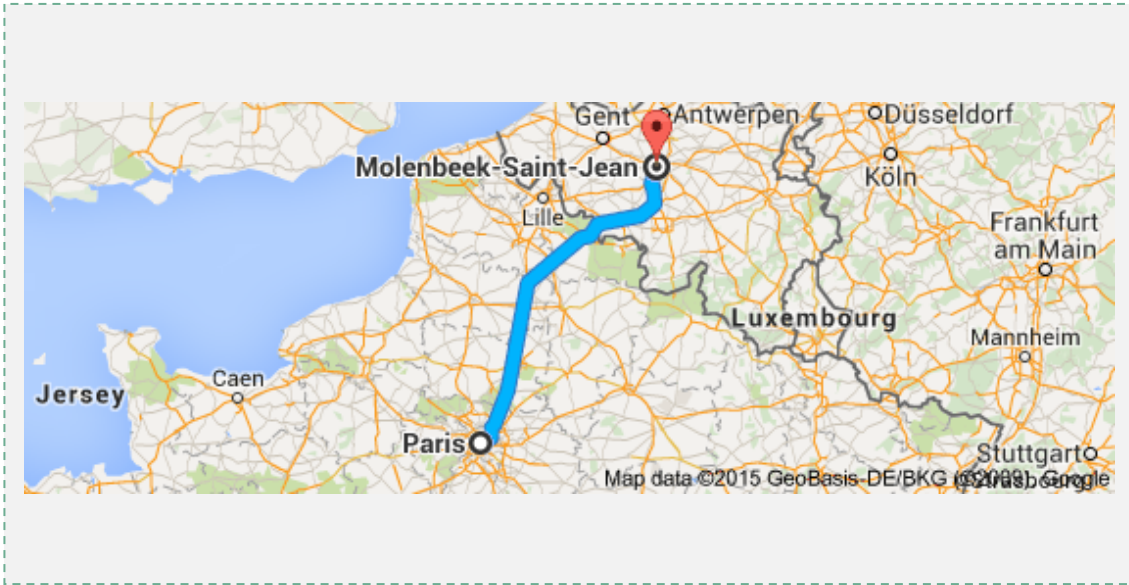 Gent
Antwerpen
Düsseldorf
Molenbeek-Saint-Jean
Köln
Lille
Frankfurt
am Main
Luxembourg
Mannheim
Caen
Jersey
Paris
Stuttgart
Strasbourg
Map data ©2015 GeoBasis-DE/BKG (©2009), Google